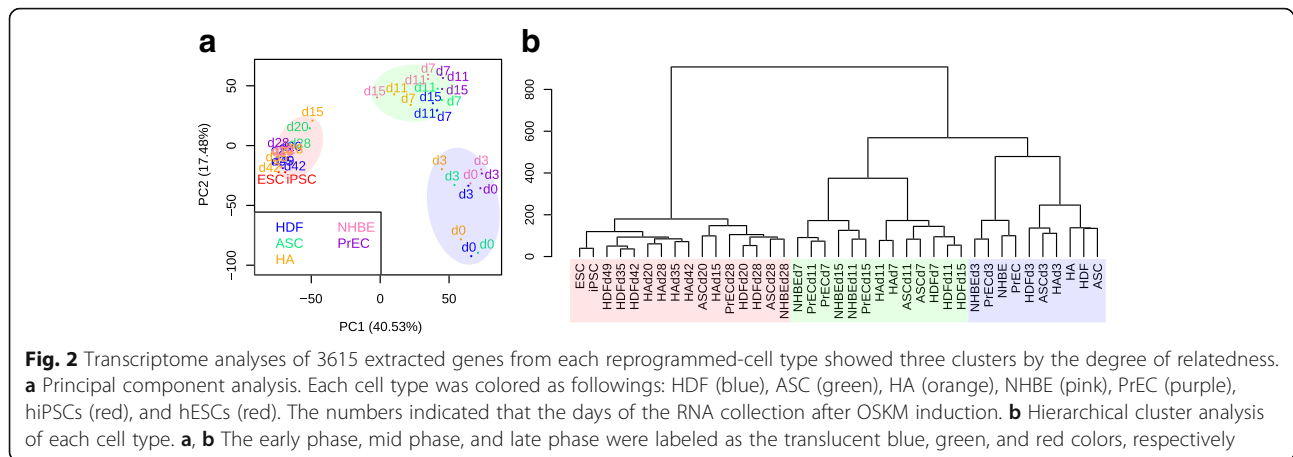 a
b
PC2 (17.48%)
50
0
−50
−100
d7
d7
d11
d11
d11
d15
d11
d15
d7
d15
d7
d11
d7
d15
d20
d28
d28
d42
d42
ESC
iPSC
d3
d3
d3
d0
d3
d3
d0
d0
d0
d0
HDF
NHBE
ASC
PrEC
HA
−50
0
50
PC1 (40.53%)
800
600
400
200
0
ESC
iPSC
HDFd49
HDFd35
HDFd42
HAd20
HAd28
HAd35
HAd42
ASCd20
HAd15
PrECd28
HDFd20
HDFd28
ASCd28
NHBEd28
NHBEd7
PrECd11
PrECd7
NHBEd15
NHBEd11
PrECd15
HAd11
HAd7
ASCd11
ASCd7
HDFd7
HDFd11
HDFd15
NHBEd3
PrECd3
NHBE
PrEC
HDFd3
ASCd3
HAd3
HA
HDF
ASC
Fig. 2 Transcriptome analyses of 3615 extracted genes from each reprogrammed-cell type showed three clusters by the degree of relatedness.
a Principal component analysis. Each cell type was colored as followings: HDF (blue), ASC (green), HA (orange), NHBE (pink), PrEC (purple),
hiPSCs (red), and hESCs (red). The numbers indicated that the days of the RNA collection after OSKM induction. b Hierarchical cluster analysis
of each cell type. a, b The early phase, mid phase, and late phase were labeled as the translucent blue, green, and red colors, respectively